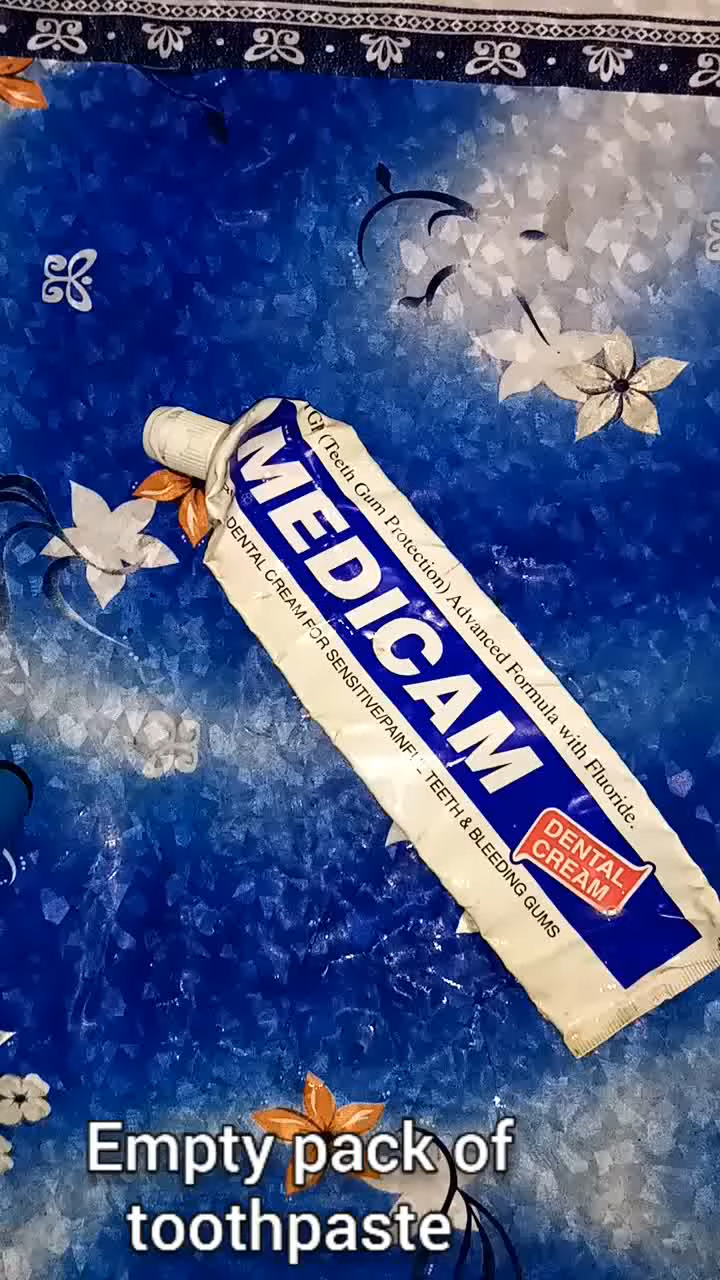 (Teeth Gum Protection) Advanced Formula with Fluoride.
MEDICAM
DENTAL CREAM FOR SENSITIVE/PAINFUL TEETH & BLEEDING GUMS
DENTAL
CREAM
Empty pack of
toothpaste